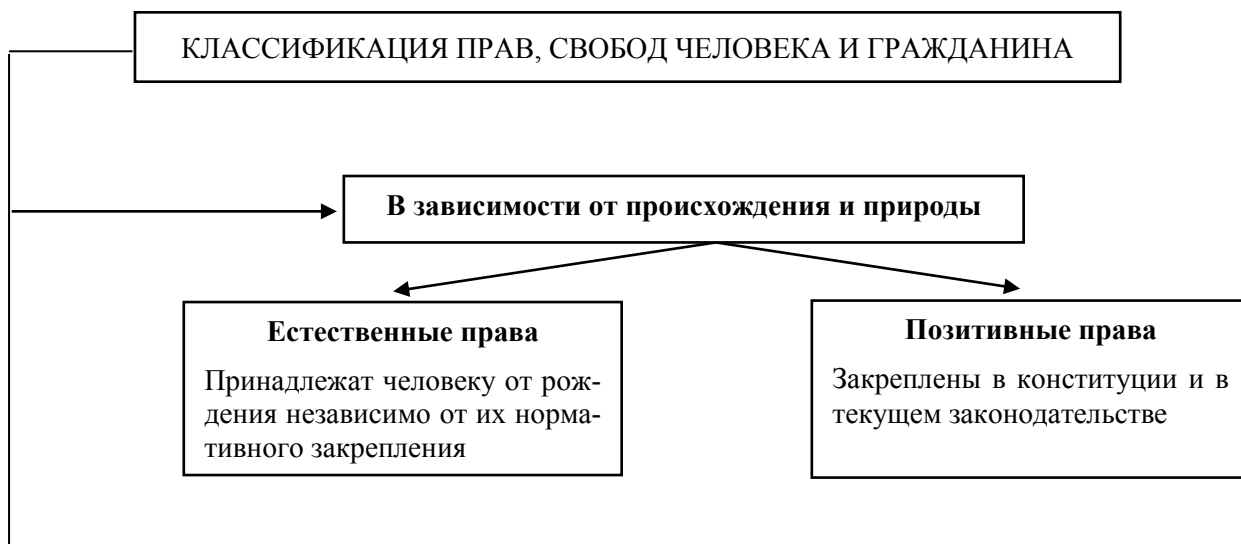 КЛАССИФИКАЦИЯ ПРАВ, СВОБОД ЧЕЛОВЕКА И ГРАЖДАНИНА
В зависимости от происхождения и природы
Естественные права
Принадлежат человеку от рож-
дения независимо от их норма-
тивного закрепления
Позитивные права
Закреплены в конституции и в
текущем законодательстве